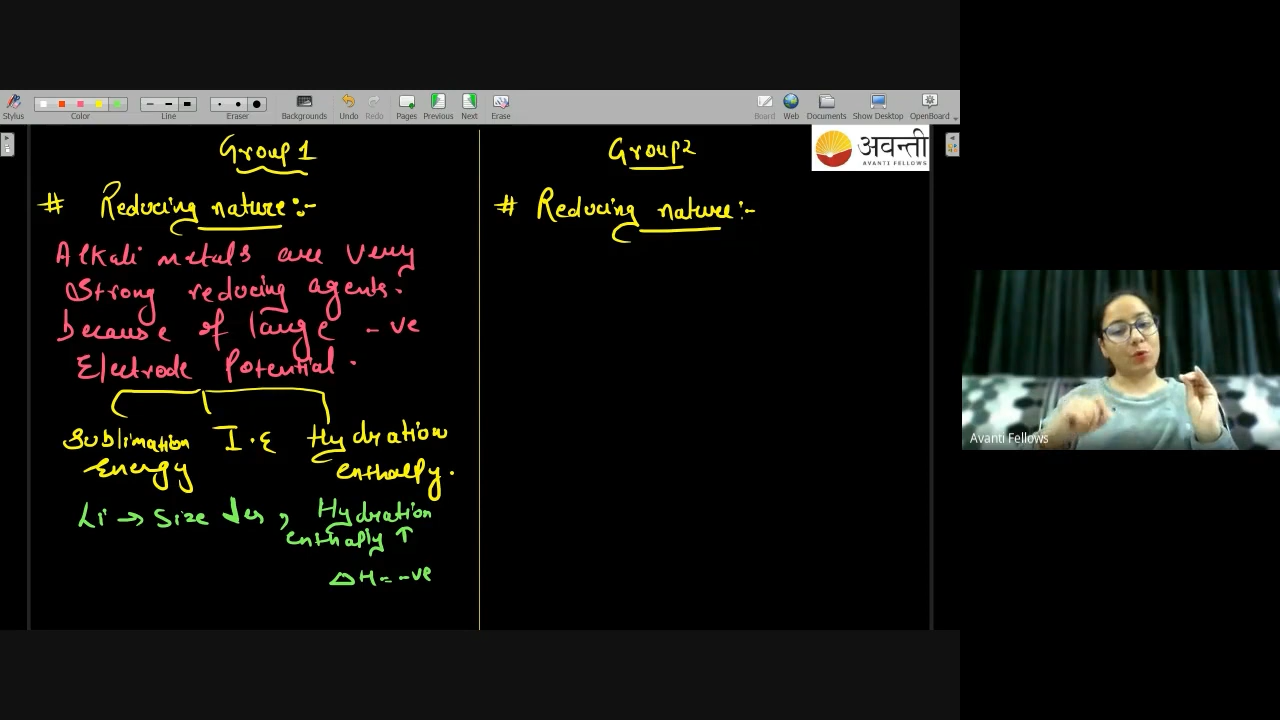 Stylus
Color
Line
Eraser
Backgrounds
Undo
Redo
Pages
Previous
Next
Erase
Board
Web
Documents
Show Desktop
OpenBoard
Group 1
# Reducing nature :-
Alkali metals are very
Strong reducing agents.
because of large -ve
Electrode Potential .
Sublimation Energy
I.E
Hydration enthalpy.
Li → Size ↓es , Hydration
enthalpy ↑
ΔH = -ve
Group 2
# Reducing nature :-
अवन्ती
AVANTI FELLOWS
Avanti Fellows